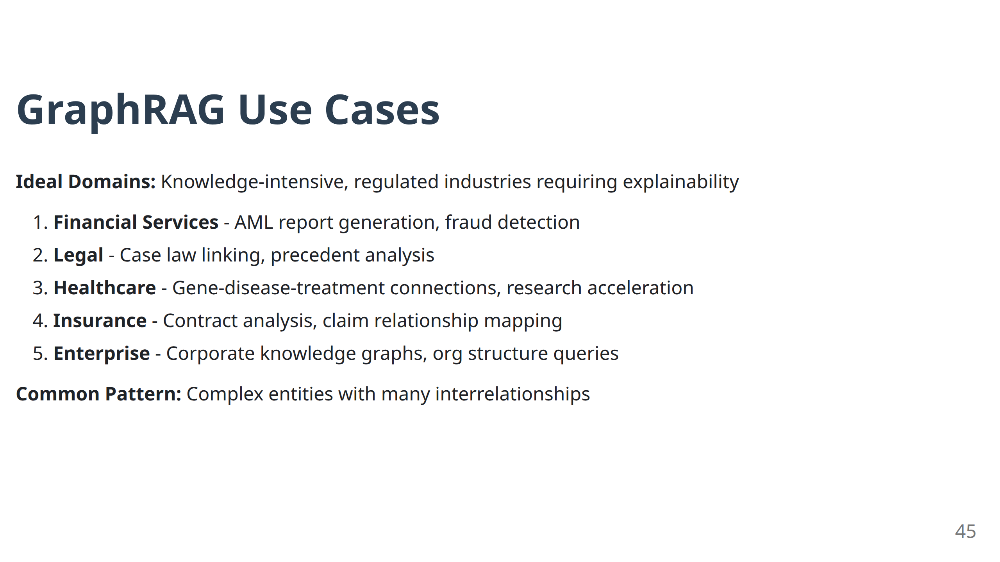 GraphRAG Use Cases
Ideal Domains: Knowledge-intensive, regulated industries requiring explainability
1. Financial Services - AML report generation, fraud detection
2. Legal - Case law linking, precedent analysis
3. Healthcare - Gene-disease-treatment connections, research acceleration
4. Insurance - Contract analysis, claim relationship mapping
5. Enterprise - Corporate knowledge graphs, org structure queries
Common Pattern: Complex entities with many interrelationships
45